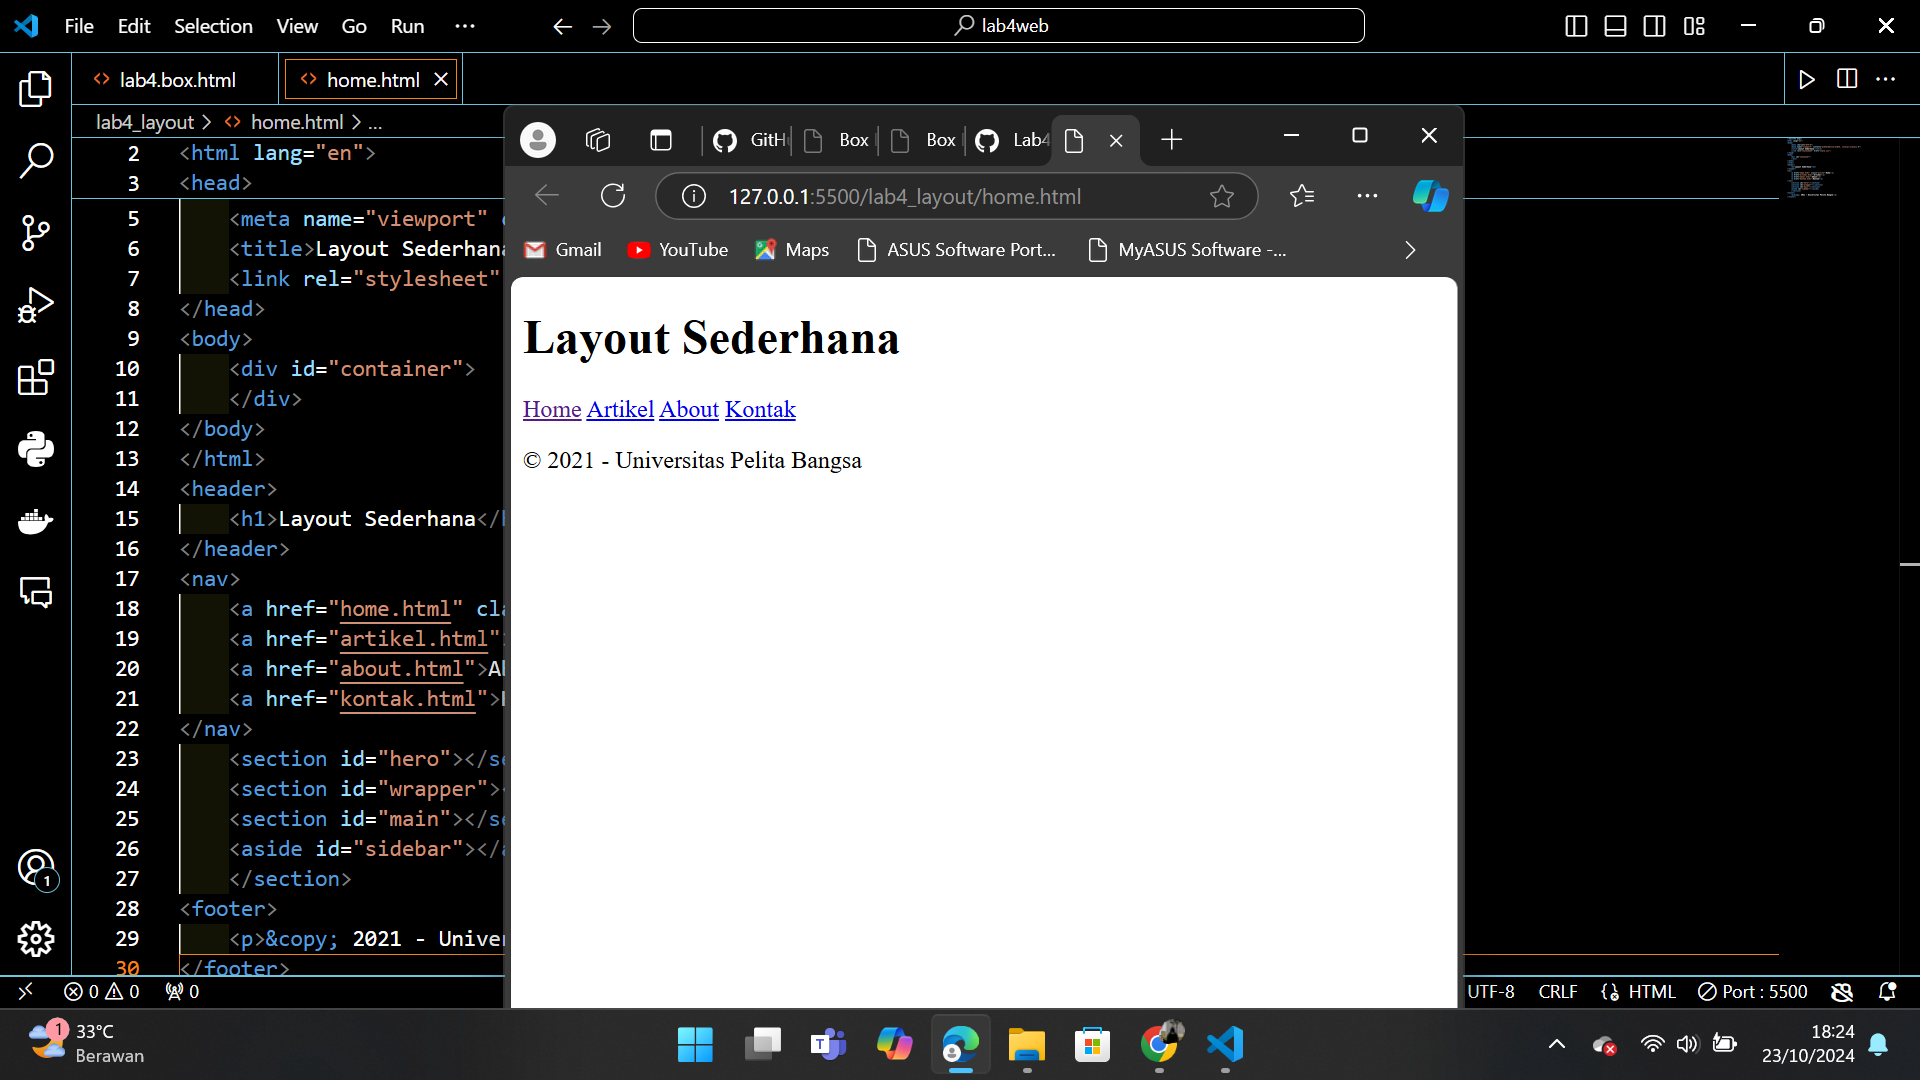 File Edit Selection View Go Run ···
lab4web
lab4.box.html
home.html
lab4_layout > home.html > ...
2 <html lang="en">
3 <head>
5 <meta name="viewport"
6 <title>Layout Sederhana
7 <link rel="stylesheet"
8 </head>
9 <body>
10 <div id="container">
11 </div>
12 </body>
13 </html>
14 <header>
15 <h1>Layout Sederhana</
16 </header>
17 <nav>
18 <a href="home.html" cla
19 <a href="artikel.html"
20 <a href="about.html">Ab
21 <a href="kontak.html">
22 </nav>
23 <section id="hero"></se
24 <section id="wrapper">
25 <section id="main"></se
26 <aside id="sidebar"></a
27 </section>
28 <footer>
29 <p>&copy; 2021 - Univer
30 </footer>
GitH
Box
Box
Lab4
127.0.0.1:5500/lab4_layout/home.html
Gmail YouTube Maps ASUS Software Port... MyASUS Software -...
Layout Sederhana
Home Artikel About Kontak
© 2021 - Universitas Pelita Bangsa
1
0 0 0
UTF-8 CRLF HTML Port : 5500
1
33°C
Berawan
18:24
23/10/2024